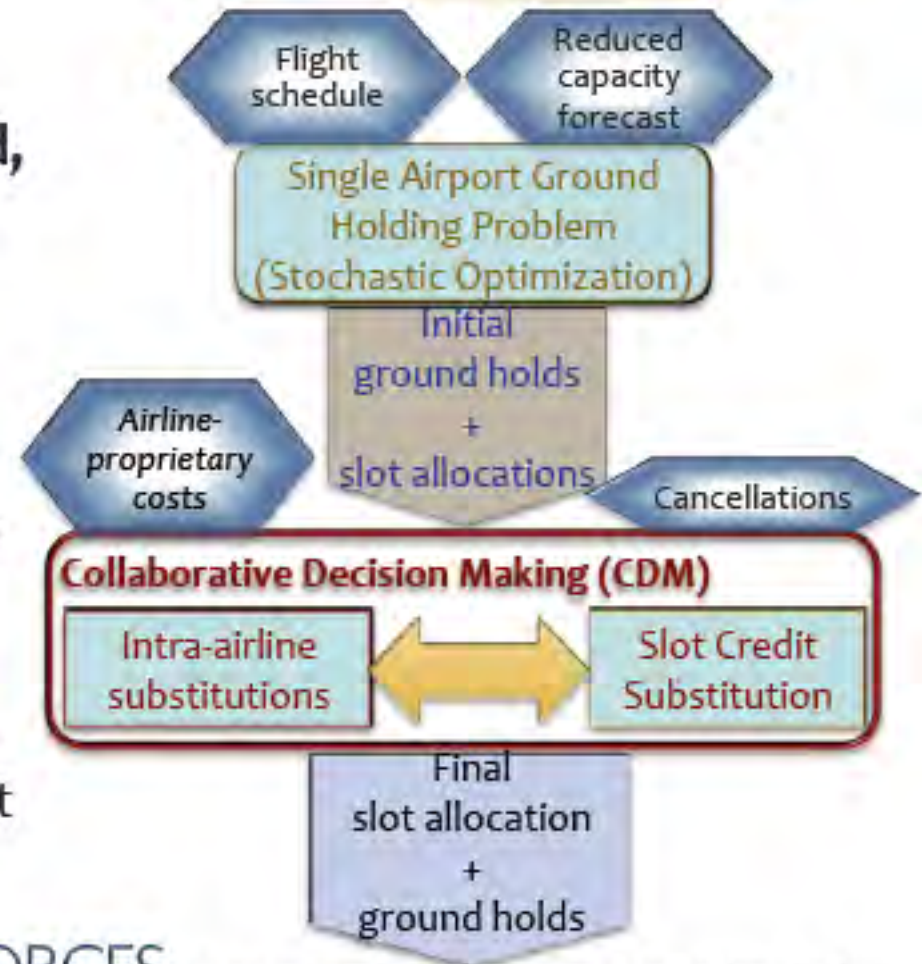 Flight
schedule
Reduced
capacity
forecast
Single Airport Ground
Holding Problem
(Stochastic Optimization)
Initial
ground holds
+
slot allocations
Airline-
proprietary
costs
Cancellations
Collaborative Decision Making (CDM)
Intra-airline
substitutions
Slot Credit
Substitution
Final
slot allocation
+
ground holds